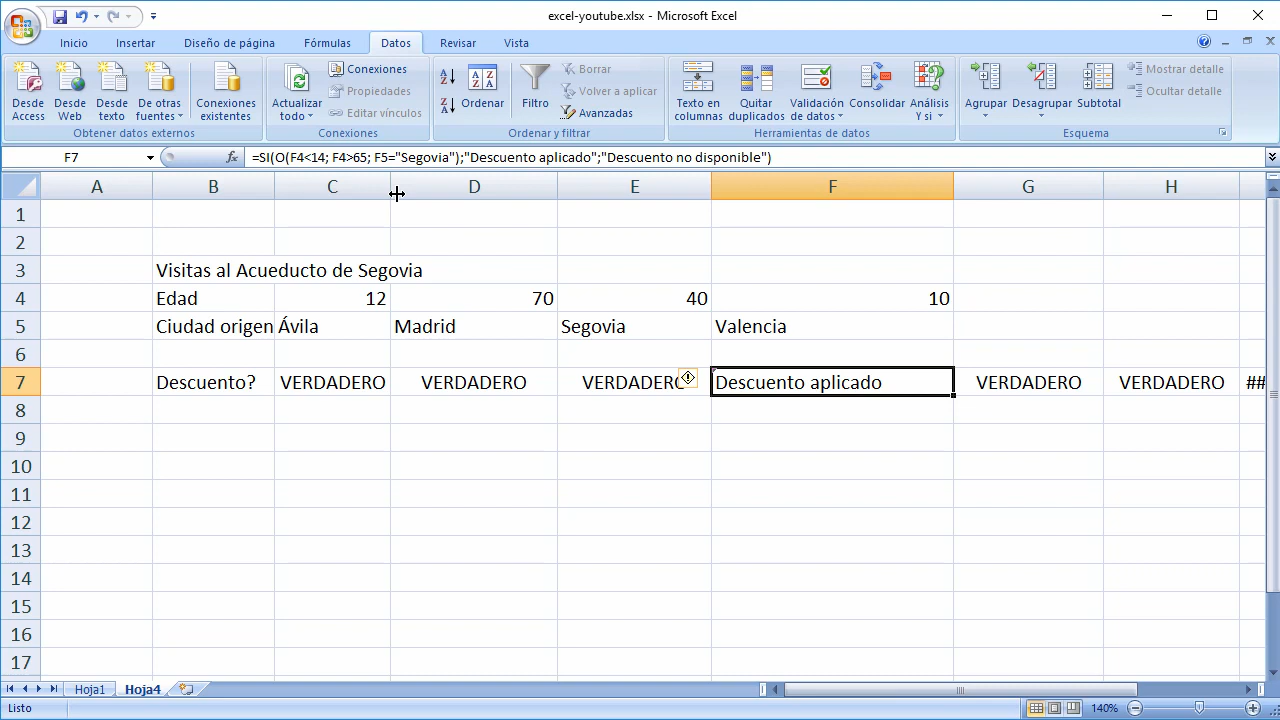 excel-youtube.xlsx - Microsoft Excel
Inicio Insertar Diseño de página Fórmulas Datos Revisar Vista
Desde Access
Desde Web
Desde texto
De otras fuentes
Conexiones existentes
Obtener datos externos
Actualizar todo
Conexiones
Propiedades
Editar vínculos
Conexiones
Ordenar
Filtro
Borrar
Volver a aplicar
Avanzadas
Ordenar y filtrar
Texto en columnas
Quitar duplicados
Validación de datos
Consolidar
Análisis Y si
Herramientas de datos
Agrupar
Desagrupar
Subtotal
Mostrar detalle
Ocultar detalle
Esquema
F7 fx =SI(O(F4<14; F4>65; F5="Segovia");"Descuento aplicado";"Descuento no disponible")
A B C D E F G H
1
2
3 Visitas al Acueducto de Segovia
4 Edad 12 70 40 10
5 Ciudad origen Ávila Madrid Segovia Valencia
6
7 Descuento? VERDADERO VERDADERO VERDADERO Descuento aplicado VERDADERO VERDADERO ##
8
9
10
11
12
13
14
15
16
17
Hoja1 Hoja4
Listo 140%